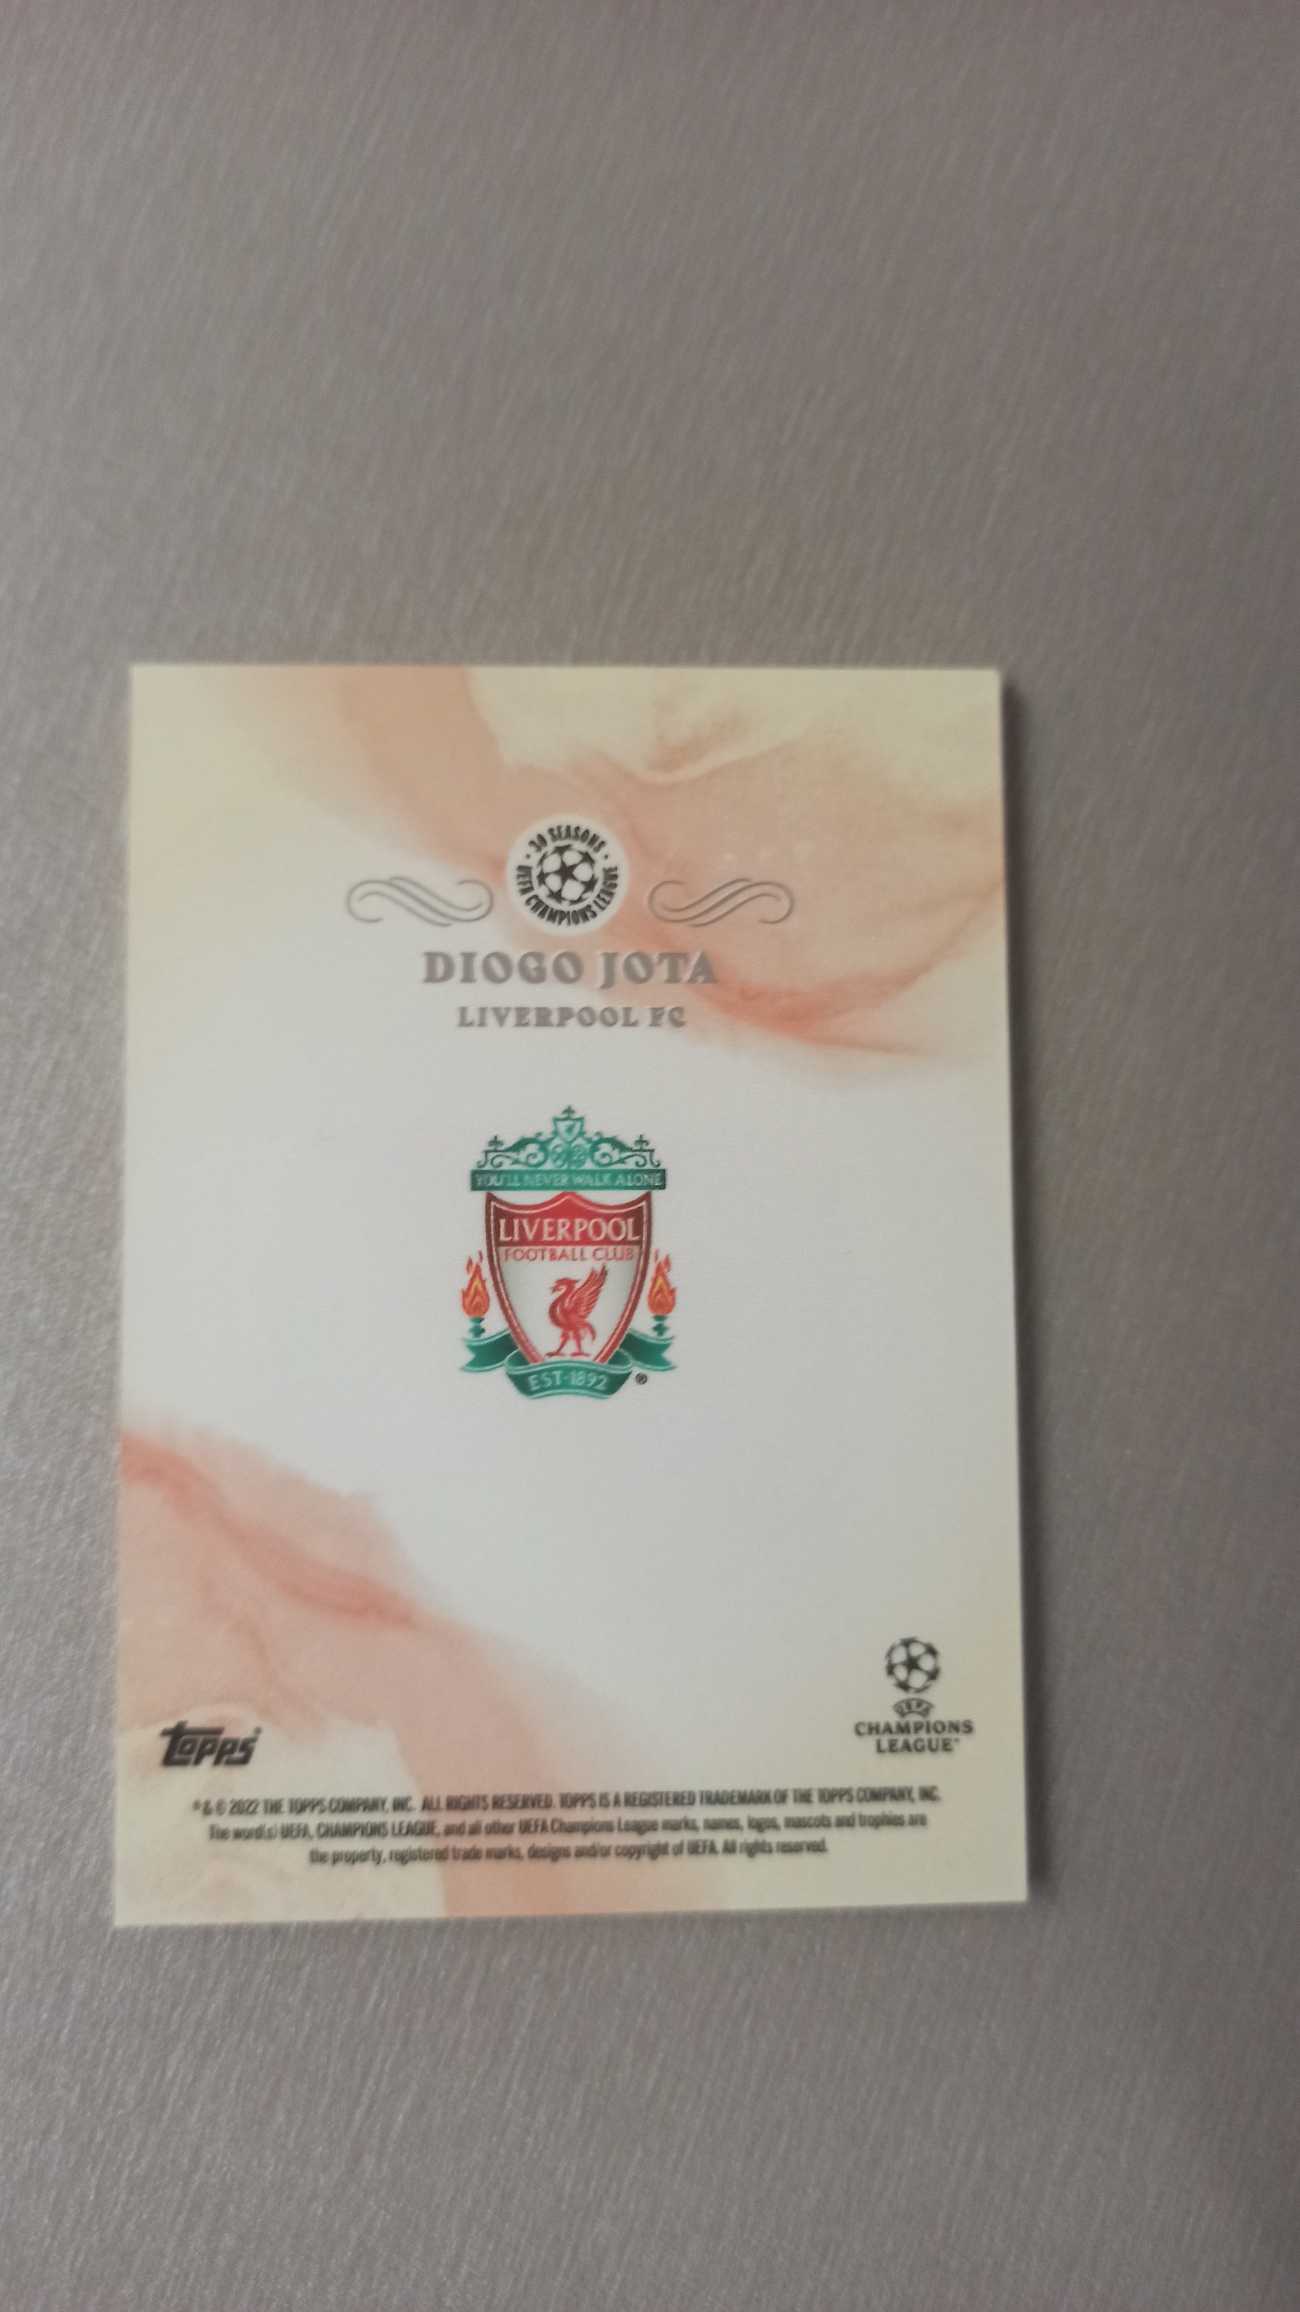 30 SEASONS
UEFA CHAMPIONS LEAGUE
DIOGO JOTA
LIVERPOOL FC
YOU'LL NEVER WALK ALONE
LIVERPOOL
FOOTBALL CLUB
EST·1892 ®
UEFA
CHAMPIONS
LEAGUE™
Topps®
® & © 2022 THE TOPPS COMPANY, INC. ALL RIGHTS RESERVED. TOPPS IS A REGISTERED TRADEMARK OF THE TOPPS COMPANY, INC.
The word(s) UEFA, CHAMPIONS LEAGUE, and all other UEFA Champions League marks, names, logos, mascots and trophies are
the property, registered trade marks, designs and/or copyright of UEFA. All rights reserved.